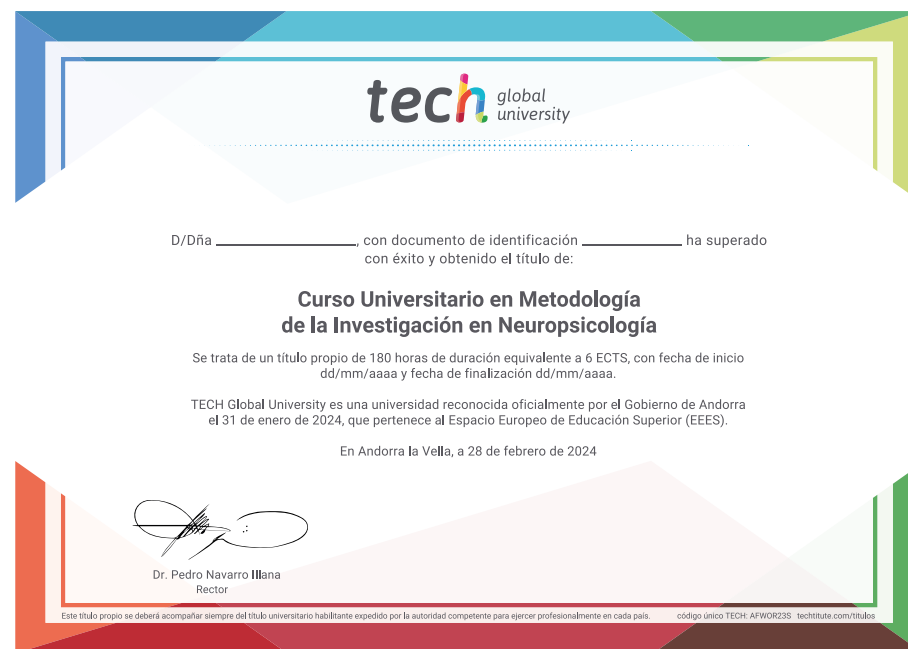 tech global university
D/Dña ____________________, con documento de identificación ______________ ha superado
con éxito y obtenido el título de:
Curso Universitario en Metodología
de la Investigación en Neuropsicología
Se trata de un título propio de 180 horas de duración equivalente a 6 ECTS, con fecha de inicio
dd/mm/aaaa y fecha de finalización dd/mm/aaaa.
TECH Global University es una universidad reconocida oficialmente por el Gobierno de Andorra
el 31 de enero de 2024, que pertenece al Espacio Europeo de Educación Superior (EEES).
En Andorra la Vella, a 28 de febrero de 2024
Dr. Pedro Navarro Illana
Rector
Este título propio se deberá acompañar siempre del título universitario habilitante expedido por la autoridad competente para ejercer profesionalmente en cada país. código único TECH: AFWOR23S techtitute.com/titulos